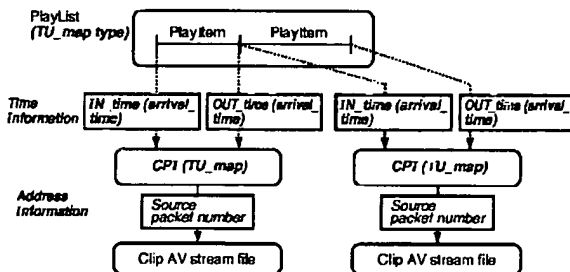 PlayList
(TU_map type)
PlayItem
PlayItem
Time
Information
IN_time (arrival_
time)
OUT_time (arrival_
time)
IN_time (arrival_
time)
OUT_time (arrival_
time)
CPI (TU_map)
CPI (TU_map)
Address
Information
Source
packet number
Source
packet number
Clip AV stream file
Clip AV stream file